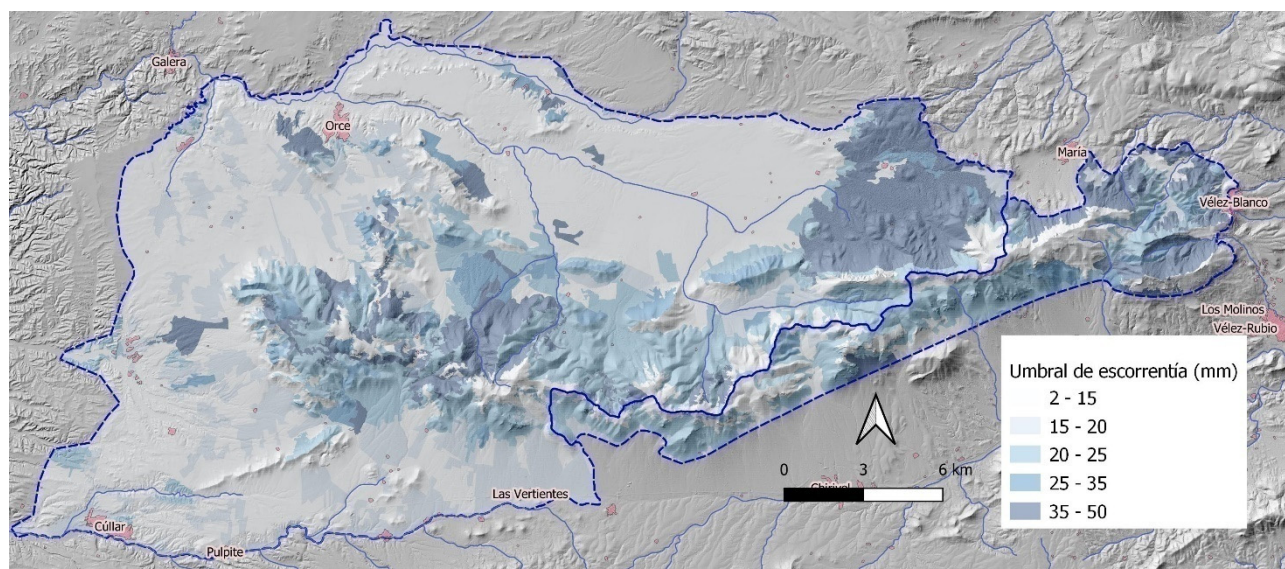 Galera
Orce
María
Vélez-Blanco
Los Molinos
Vélez-Rubio
Umbral de escorrentía (mm)
2 - 15
15 - 20
20 - 25
25 - 35
35 - 50
0 3 6 km
Chirivel
Las Vertientes
Cúllar
Pulpite